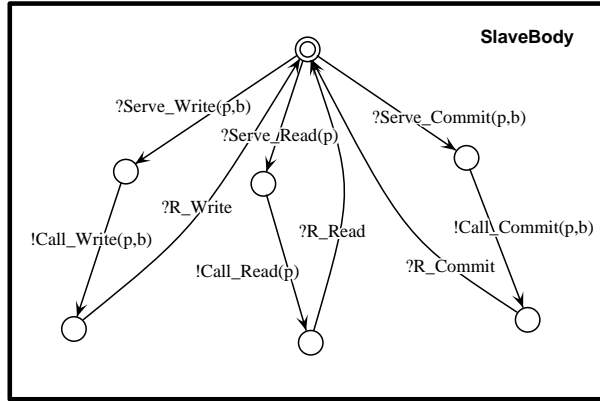 SlaveBody
?Serve_Write(p,b)
?Serve_Commit(p,b)
?Serve_Read(p)
?R_Write
!Call_Commit(p,b)
!Call_Write(p,b)
?R_Read
?R_Commit
!Call_Read(p)